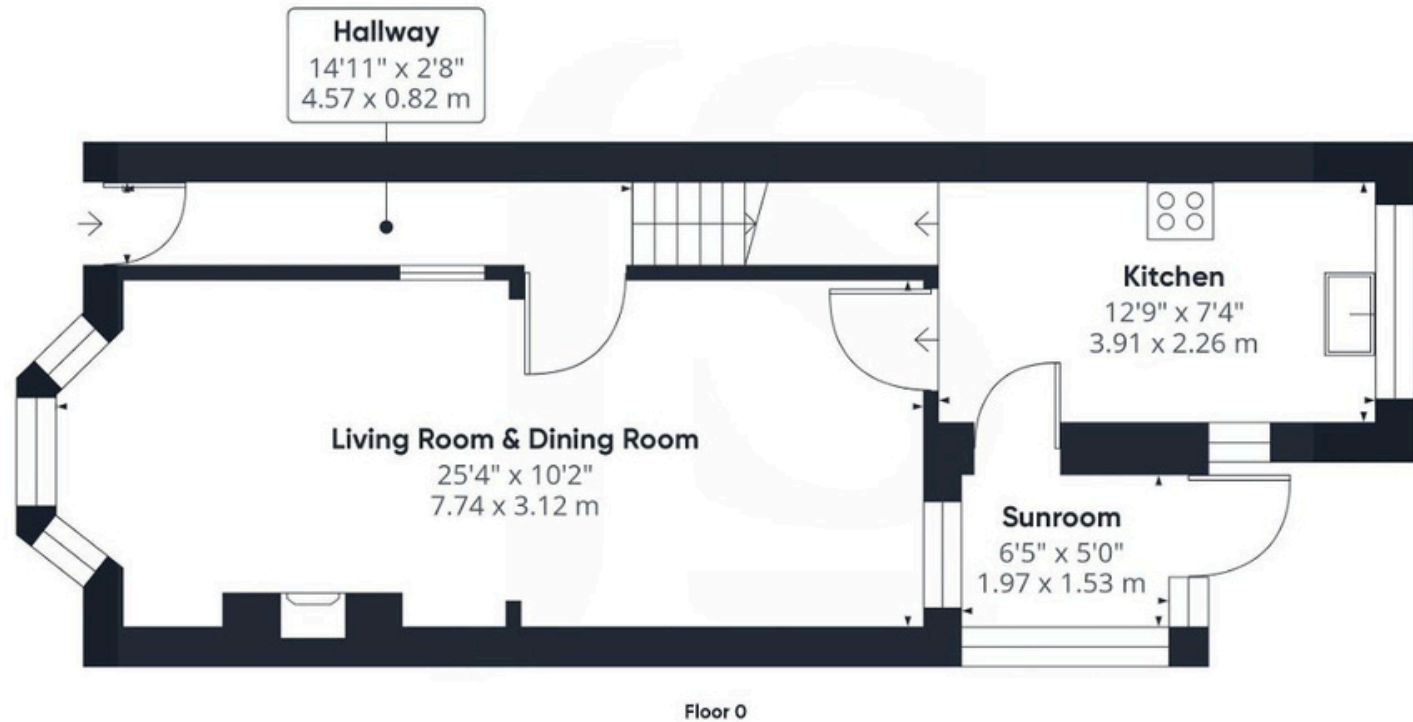 Hallway
14'11" x 2'8"
4.57 x 0.82 m
Kitchen
12'9" x 7'4"
3.91 x 2.26 m
Living Room & Dining Room
25'4" x 10'2"
7.74 x 3.12 m
Sunroom
6'5" x 5'0"
1.97 x 1.53 m
Floor 0